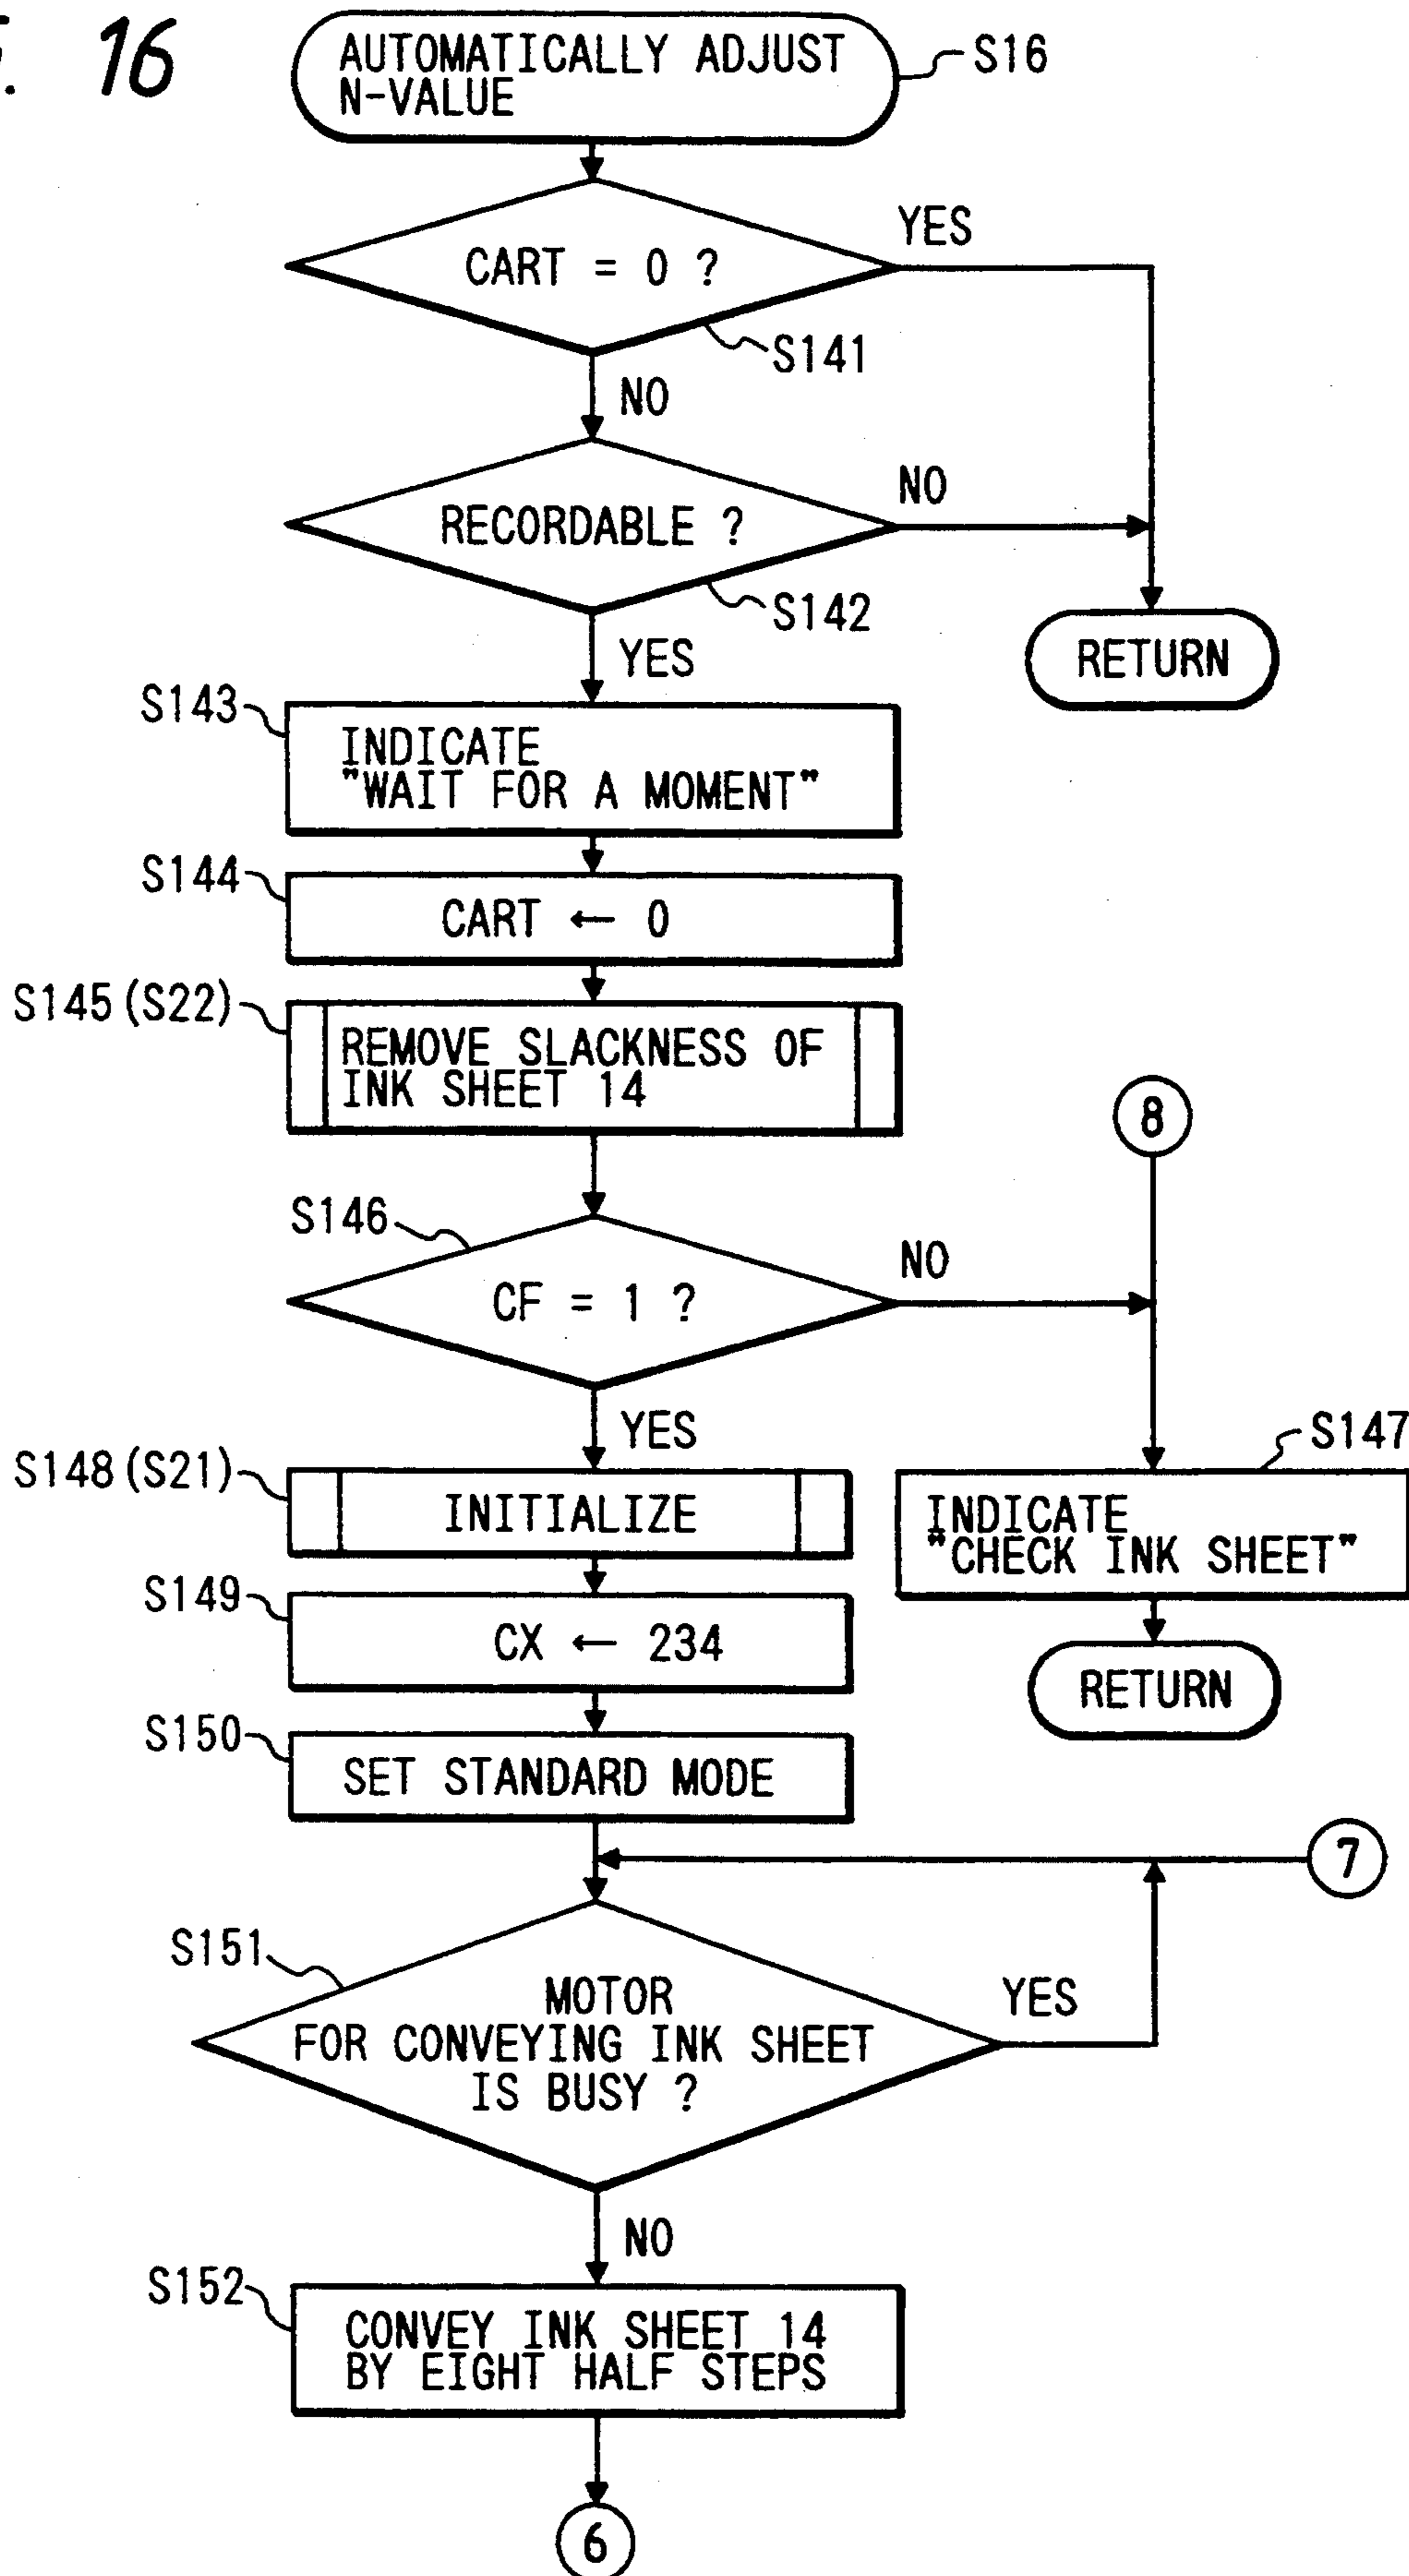 . 16
AUTOMATICALLY ADJUST
N-VALUE
S16
CART = 0 ?
YES
S141
NO
RECORDABLE ?
NO
S142
YES
RETURN
S143
INDICATE
"WAIT FOR A MOMENT"
S144
CART ← 0
S145 (S22)
REMOVE SLACKNESS OF
INK SHEET 14
8
S146
CF = 1 ?
NO
YES
S147
S148 (S21)
INITIALIZE
INDICATE
"CHECK INK SHEET"
S149
CX ← 234
RETURN
S150
SET STANDARD MODE
7
S151
MOTOR
FOR CONVEYING INK SHEET
IS BUSY ?
YES
NO
S152
CONVEY INK SHEET 14
BY EIGHT HALF STEPS
6